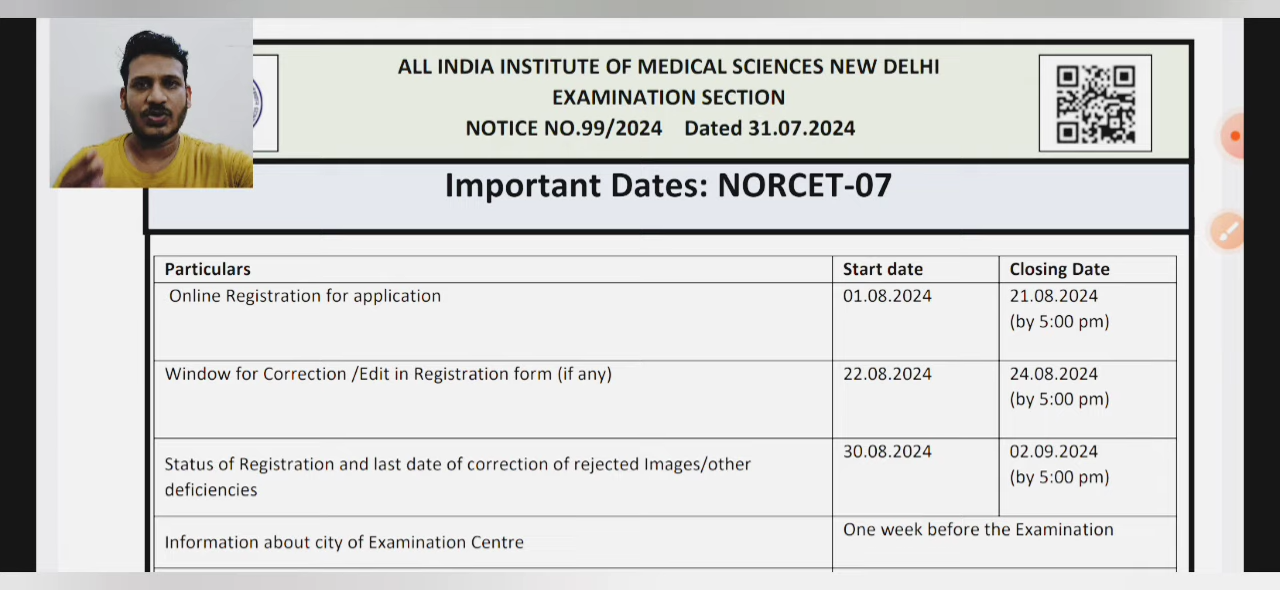 ALL INDIA INSTITUTE OF MEDICAL SCIENCES NEW DELHI
EXAMINATION SECTION
NOTICE NO.99/2024 Dated 31.07.2024
Important Dates: NORCET-07
Particulars Start date Closing Date
Online Registration for application 01.08.2024 21.08.2024
(by 5:00 pm)
Window for Correction /Edit in Registration form (if any) 22.08.2024 24.08.2024
(by 5:00 pm)
Status of Registration and last date of correction of rejected Images/other 30.08.2024 02.09.2024
deficiencies (by 5:00 pm)
Information about city of Examination Centre One week before the Examination